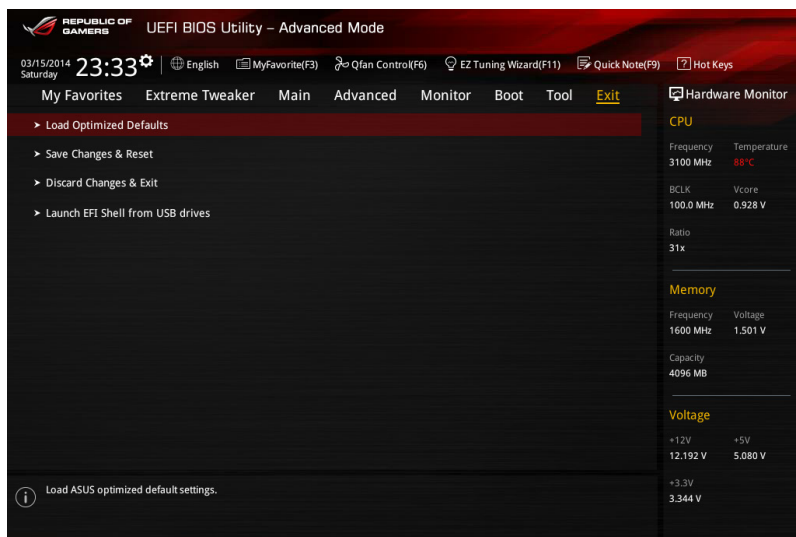 REPUBLIC OF
GAMERS
UEFI BIOS Utility – Advanced Mode
03/15/2014
Saturday
23:33
English
MyFavorite(F3)
Qfan Control(F6)
EZ Tuning Wizard(F11)
Quick Note(F9)
? Hot Keys
My Favorites Extreme Tweaker Main Advanced Monitor Boot Tool Exit
Load Optimized Defaults
Save Changes & Reset
Discard Changes & Exit
Launch EFI Shell from USB drives
i Load ASUS optimized default settings.
Hardware Monitor
CPU
Frequency Temperature
3100 MHz 88°C
BCLK Vcore
100.0 MHz 0.928 V
Ratio
31x
Memory
Frequency Voltage
1600 MHz 1.501 V
Capacity
4096 MB
Voltage
+12V +5V
12.192 V 5.080 V
+3.3V
3.344 V